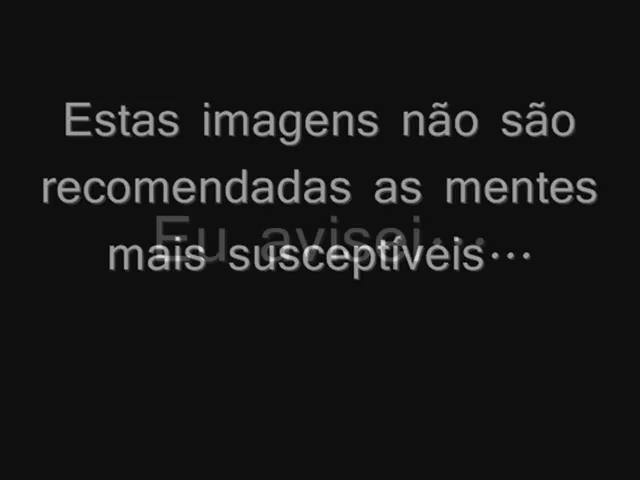 Estas imagens não são
recomendadas as mentes
mais susceptíveis...
Eu avisei...